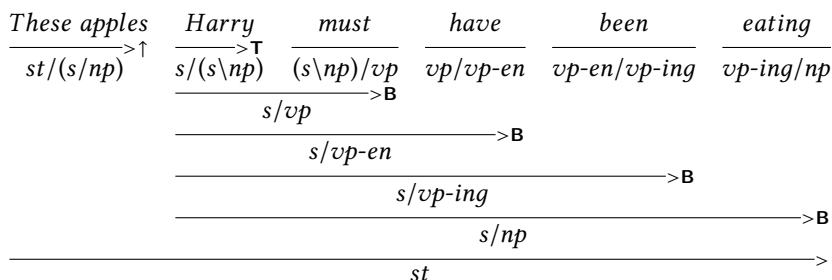 These apples Harry must have been eating
>↑ >T
st/(s/np) s/(s\np) (s\np)/vp vp/vp-en vp-en/vp-ing vp-ing/np
>B
s/vp
>B
s/vp-en
>B
s/vp-ing
>B
s/np
>
st